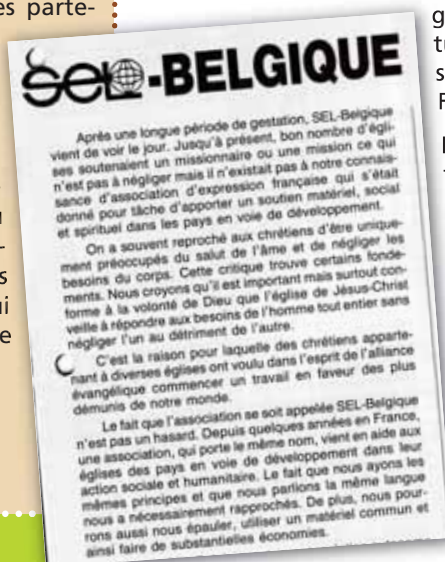 es parte-
SEL-BELGIQUE
Après une longue période de gestation, SEL-Belgique
vient de voir le jour. Jusqu'à présent, bon nombre d'égli-
ses soutenaient un missionnaire ou une mission ce qui
n'est pas à négliger mais il n'existait pas à notre connais-
sance d'association d'expression française qui s'était
donné pour tâche d'apporter un soutien matériel, social
et spirituel dans les pays en voie de développement.
On a souvent reproché aux chrétiens d'être unique-
ment préoccupés du salut de l'âme et de négliger les
besoins du corps. Cette critique trouve certains fonde-
ments. Nous croyons qu'il est important mais surtout con-
forme à la volonté de Dieu que l'église de Jésus-Christ
veille à répondre aux besoins de l'homme tout entier sans
négliger l'un au détriment de l'autre.
C'est la raison pour laquelle des chrétiens apparte-
nant à diverses églises ont voulu dans l'esprit de l'alliance
évangélique commencer un travail en faveur des plus
démunis de notre monde.
Le fait que l'association se soit appelée SEL-Belgique
n'est pas un hasard. Depuis quelques années en France,
une association, qui porte le même nom, vient en aide aux
églises des pays en voie de développement dans leur
action sociale et humanitaire. Le fait que nous ayons les
mêmes principes et que nous parlions la même langue
nous a nécessairement rapprochés. De plus, nous pour-
rons aussi nous épauler, utiliser un matériel commun et
ainsi faire de substantielles économies.